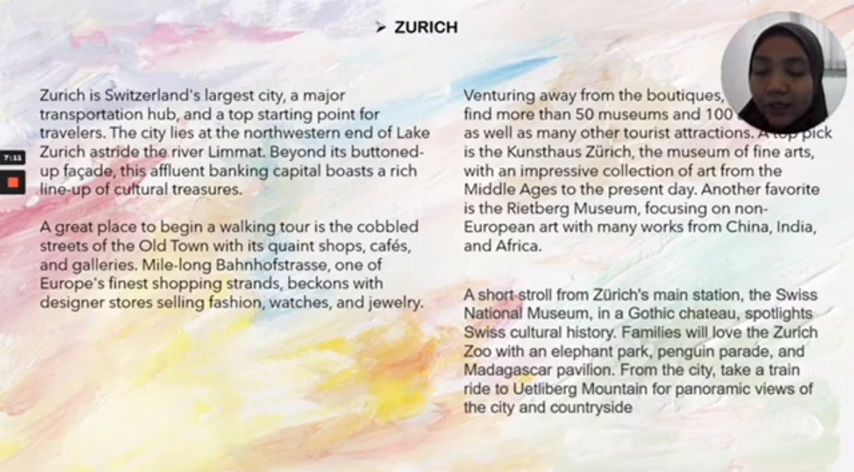 ➢ ZURICH
Zurich is Switzerland's largest city, a major
transportation hub, and a top starting point for
travelers. The city lies at the northwestern end of Lake
Zurich astride the river Limmat. Beyond its buttoned-
up façade, this affluent banking capital boasts a rich
line-up of cultural treasures.
A great place to begin a walking tour is the cobbled
streets of the Old Town with its quaint shops, cafés,
and galleries. Mile-long Bahnhofstrasse, one of
Europe's finest shopping strands, beckons with
designer stores selling fashion, watches, and jewelry.
Venturing away from the boutiques,
find more than 50 museums and 100
as well as many other tourist attractions. A top pick
is the Kunsthaus Zürich, the museum of fine arts,
with an impressive collection of art from the
Middle Ages to the present day. Another favorite
is the Rietberg Museum, focusing on non-
European art with many works from China, India,
and Africa.
A short stroll from Zürich's main station, the Swiss
National Museum, in a Gothic chateau, spotlights
Swiss cultural history. Families will love the Zurich
Zoo with an elephant park, penguin parade, and
Madagascar pavilion. From the city, take a train
ride to Uetliberg Mountain for panoramic views of
the city and countryside
7:11